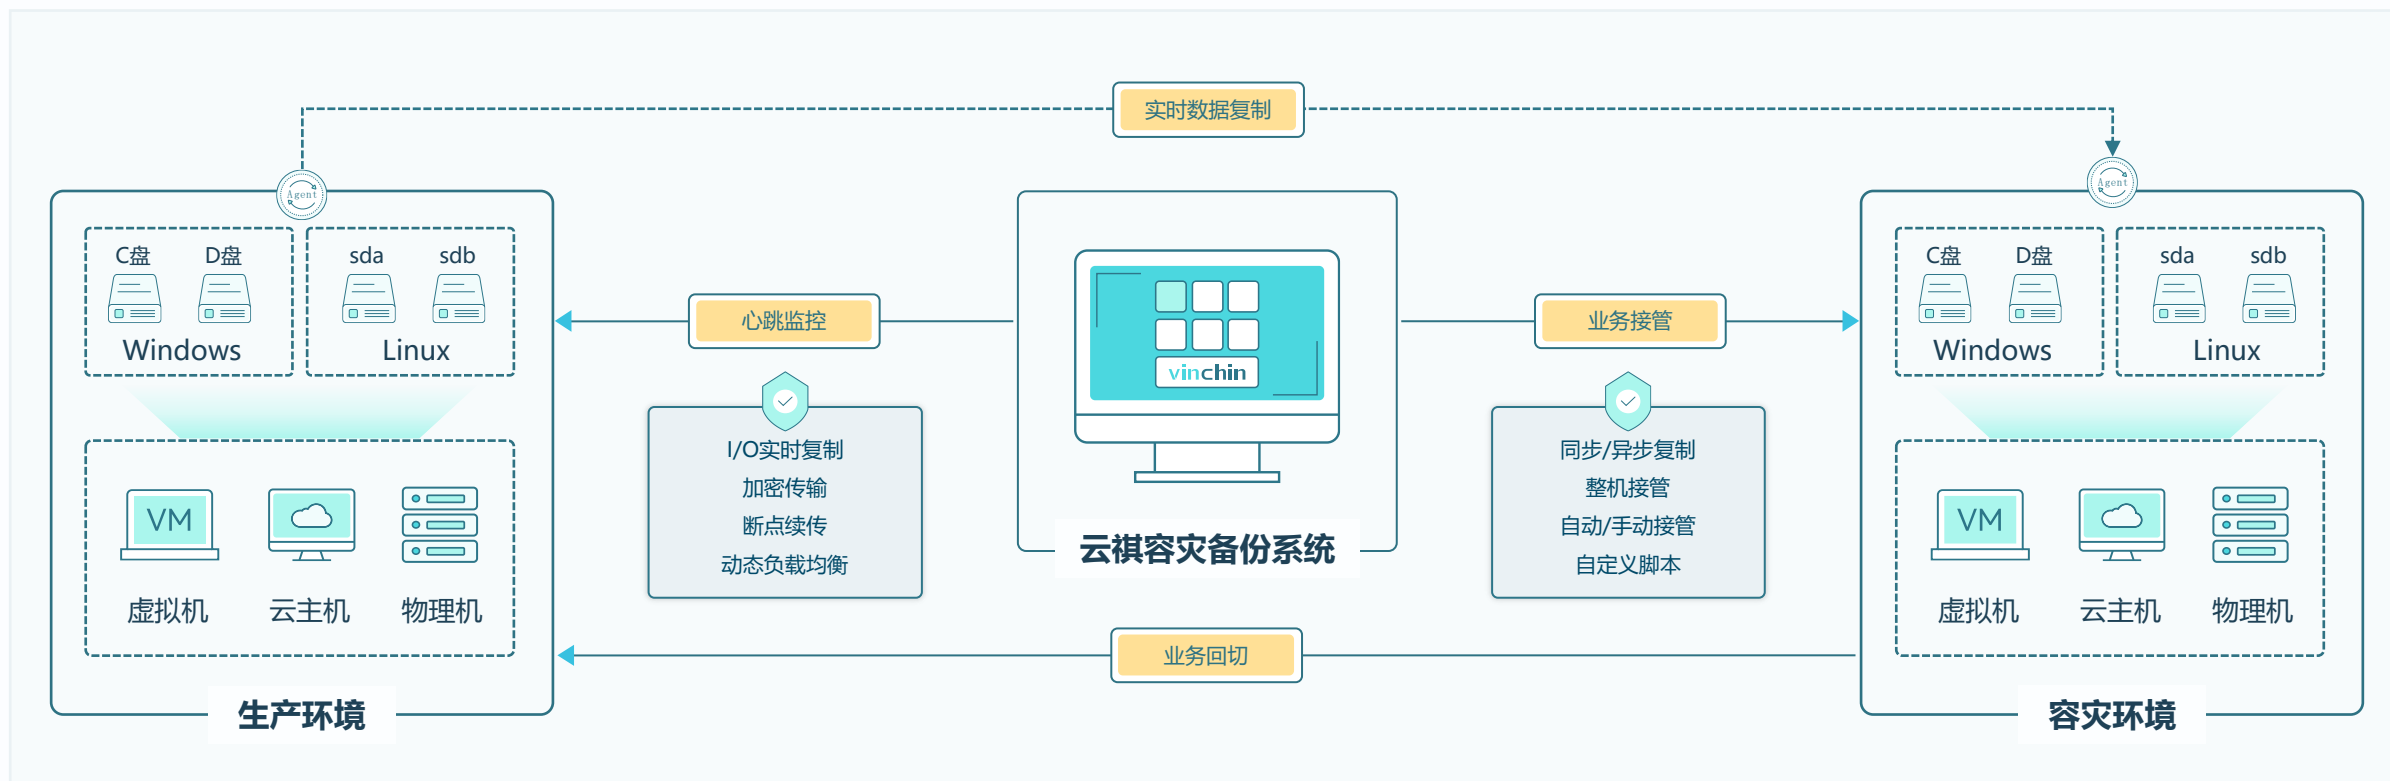 实时数据复制
Agent
Agent
C盘
D盘
sda
sdb
Windows
Linux
VM
虚拟机
云主机
物理机
生产环境
心跳监控
I/O实时复制
加密传输
断点续传
动态负载均衡
vinchin
云祺容灾备份系统
业务接管
同步/异步复制
整机接管
自动/手动接管
自定义脚本
业务回切
C盘
D盘
sda
sdb
Windows
Linux
VM
虚拟机
云主机
物理机
容灾环境